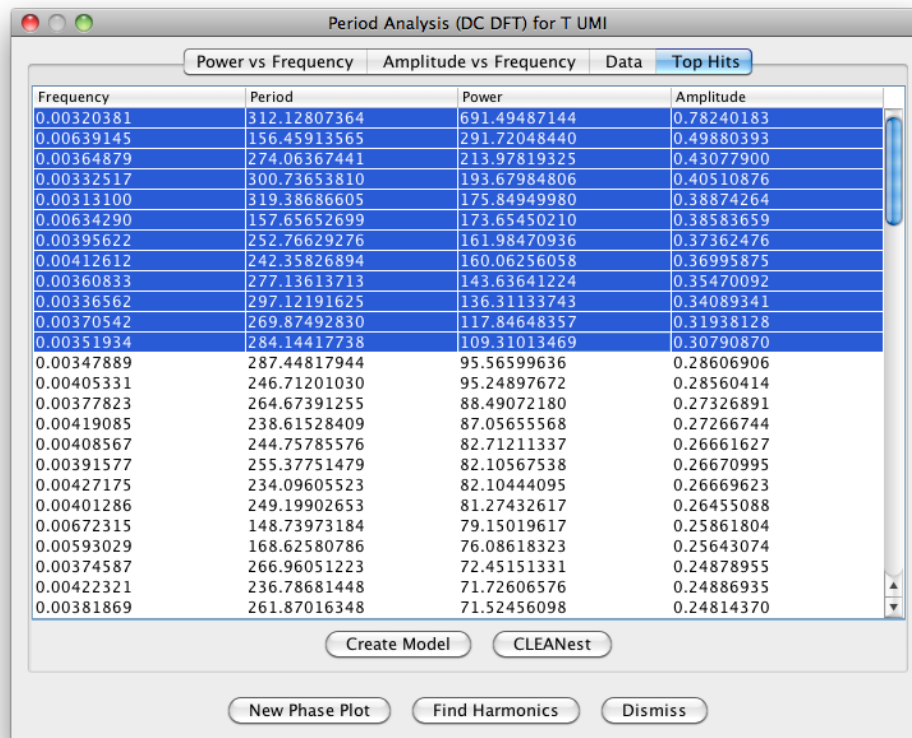 Period Analysis (DC DFT) for T UMI
Power vs Frequency Amplitude vs Frequency Data Top Hits
Frequency Period Power Amplitude
0.00320381 312.12807364 691.49487144 0.78240183
0.00639145 156.45913565 291.72048440 0.49880393
0.00364879 274.06367441 213.97819325 0.43077900
0.00332517 300.73653810 193.67984806 0.40510876
0.00313100 319.38686605 175.84949980 0.38874264
0.00634290 157.65652699 173.65450210 0.38583659
0.00395622 252.76629276 161.98470936 0.37362476
0.00412612 242.35826894 160.06256058 0.36995875
0.00360833 277.13613713 143.63641224 0.35470092
0.00336562 297.12191625 136.31133743 0.34089341
0.00370542 269.87492830 117.84648357 0.31938128
0.00351934 284.14417738 109.31013469 0.30790870
0.00347889 287.44817944 95.56599636 0.28606906
0.00405331 246.71201030 95.24897672 0.28560414
0.00377823 264.67391255 88.49072180 0.27326891
0.00419085 238.61528409 87.05655568 0.27266744
0.00408567 244.75785576 82.71211337 0.26661627
0.00391577 255.37751479 82.10567538 0.26670995
0.00427175 234.09605523 82.10444095 0.26669623
0.00401286 249.19902653 81.27432617 0.26455088
0.00672315 148.73973184 79.15019617 0.25861804
0.00593029 168.62580786 76.08618323 0.25643074
0.00374587 266.96051223 72.45151331 0.24878955
0.00422321 236.78681448 71.72606576 0.24886935
0.00381869 261.87016348 71.52456098 0.24814370
Create Model CLEANest
New Phase Plot Find Harmonics Dismiss